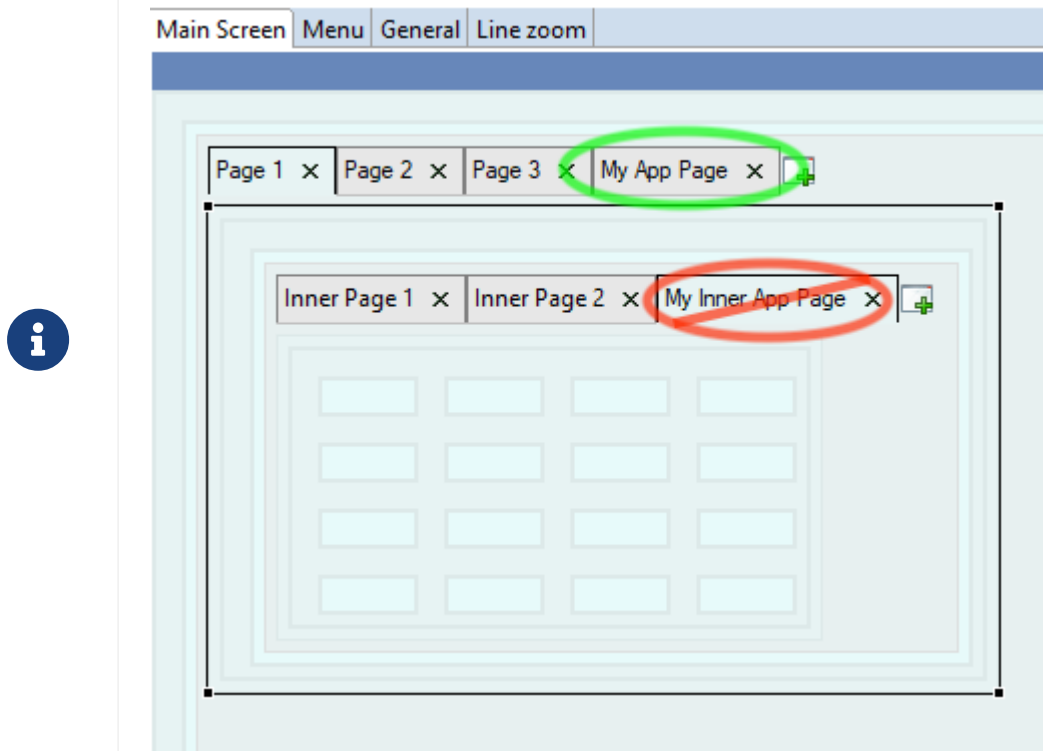 Main Screen Menu General Line zoom
Page 1 Page 2 Page 3 My App Page
Inner Page 1 Inner Page 2 My Inner App Page